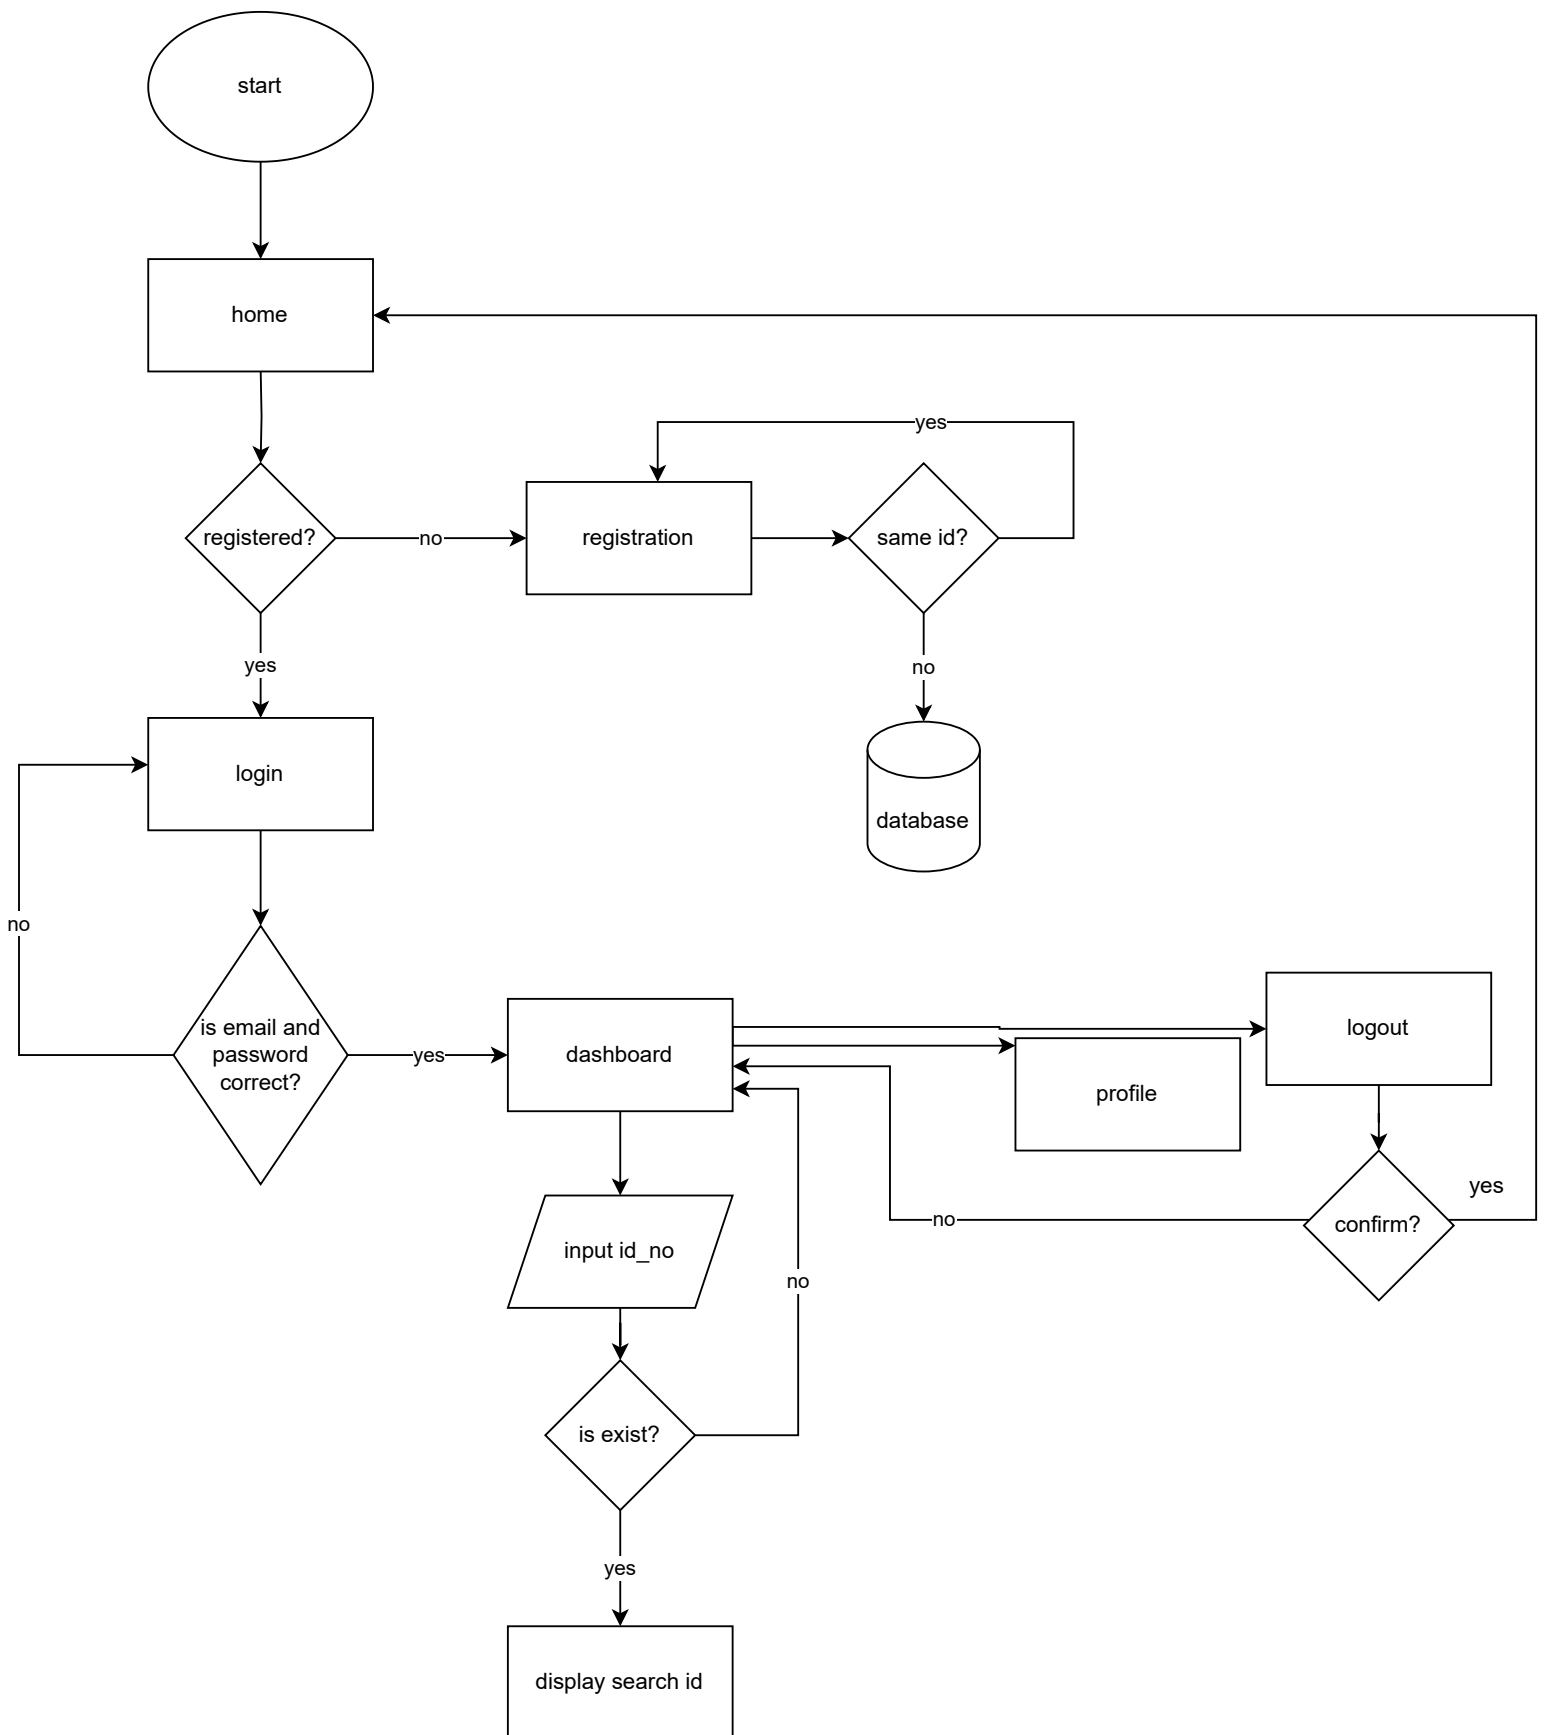 start
home
yes
registered?
no
registration
same id?
yes
no
login
database
no
is email and
password
correct?
yes
dashboard
logout
profile
yes
no
confirm?
input id_no
no
is exist?
yes
display search id